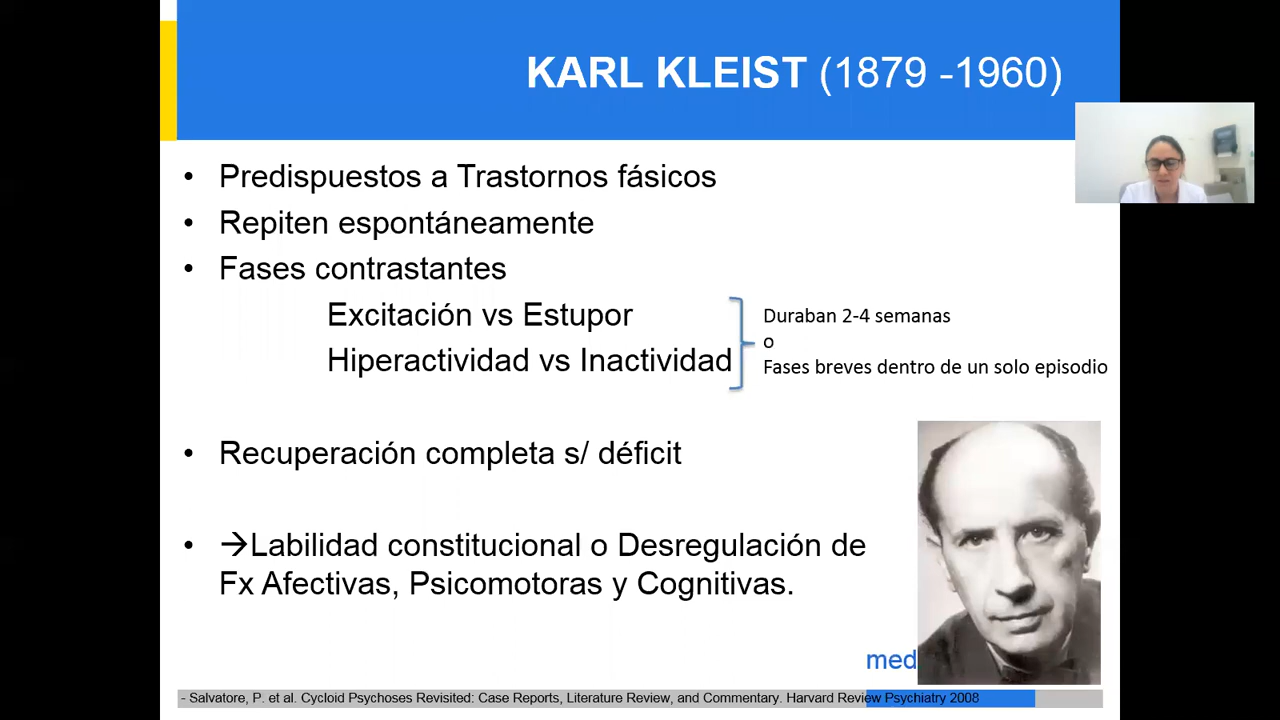 KARL KLEIST (1879 -1960)
• Predispuestos a Trastornos fásicos
• Repiten espontáneamente
• Fases contrastantes
Excitación vs Estupor
Hiperactividad vs Inactividad
Duraban 2-4 semanas
o
Fases breves dentro de un solo episodio
• Recuperación completa s/ déficit
• →Labilidad constitucional o Desregulación de
Fx Afectivas, Psicomotoras y Cognitivas.
med
- Salvatore, P. et al. Cycloid Psychoses Revisited: Case Reports, Literature Review, and Commentary. Harvard Review Psychiatry 2008